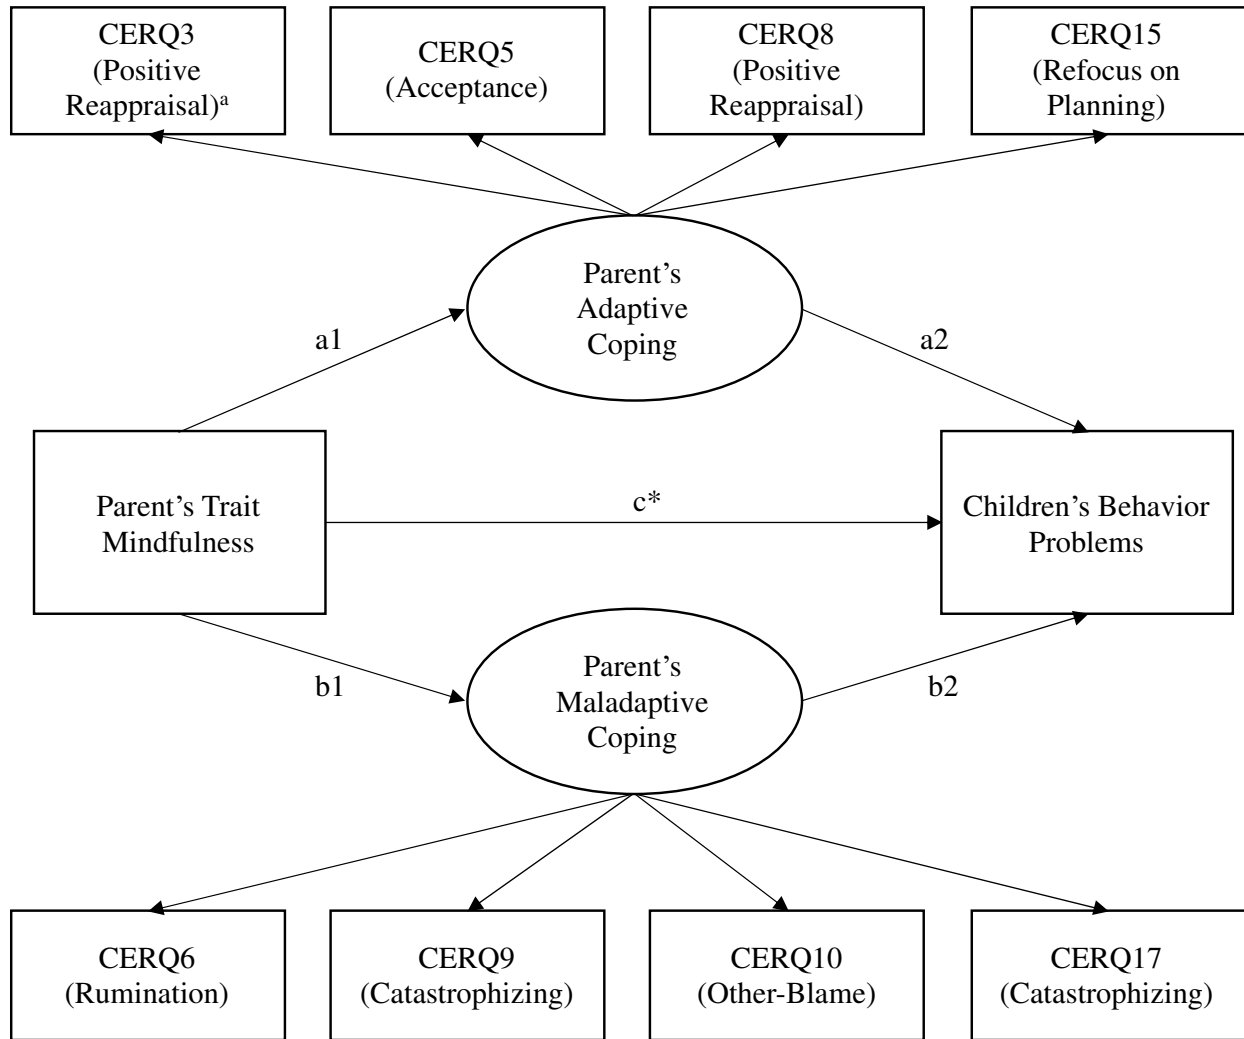 CERQ3
(Positive
Reappraisal)ᵃ
CERQ5
(Acceptance)
CERQ8
(Positive
Reappraisal)
CERQ15
(Refocus on
Planning)
Parent’s
Adaptive
Coping
a1
a2
Parent’s Trait
Mindfulness
c*
Children’s Behavior
Problems
b1
Parent’s
Maladaptive
Coping
b2
CERQ6
(Rumination)
CERQ9
(Catastrophizing)
CERQ10
(Other-Blame)
CERQ17
(Catastrophizing)